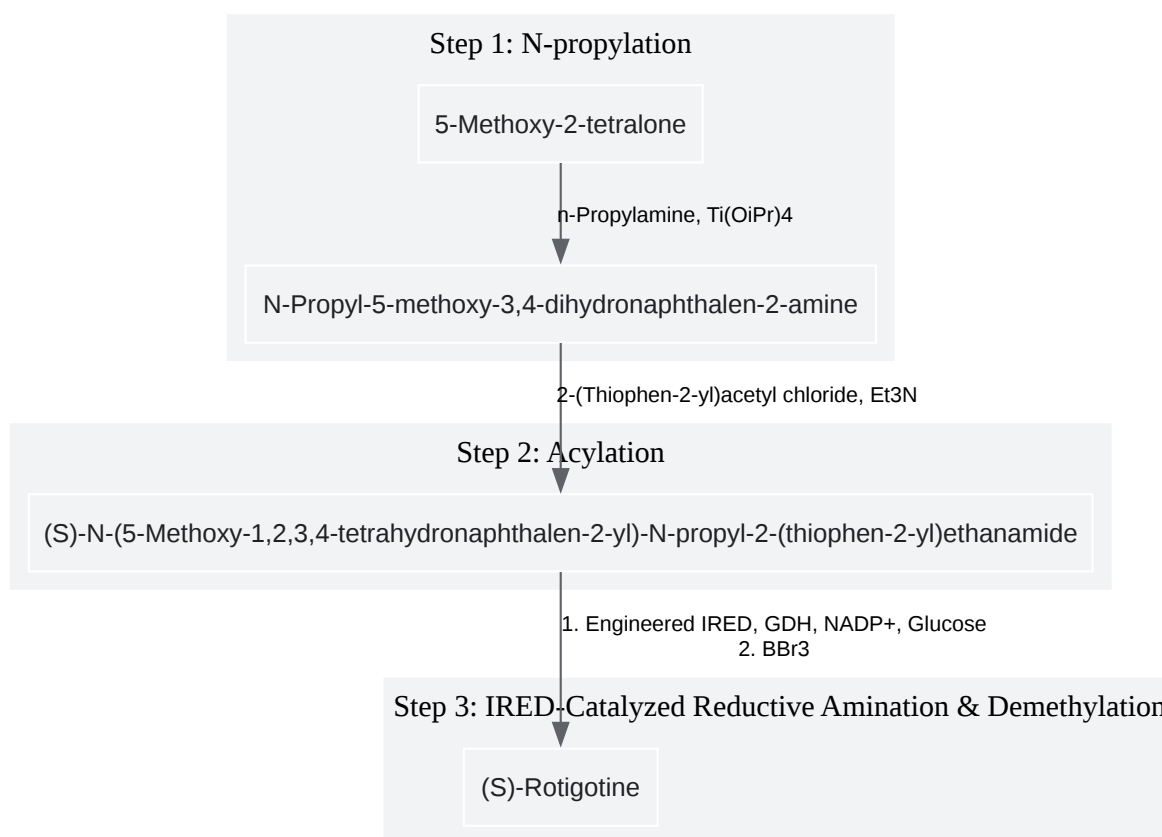 Step 1: N-propylation
5-Methoxy-2-tetralone
n-Propylamine, Ti(OiPr)4
N-Propyl-5-methoxy-3,4-dihydronaphthalen-2-amine
2-(Thiophen-2-yl)acetyl chloride, Et3N
Step 2: Acylation
(S)-N-(5-Methoxy-1,2,3,4-tetrahydronaphthalen-2-yl)-N-propyl-2-(thiophen-2-yl)ethanamide
1. Engineered IRED, GDH, NADP+, Glucose
2. BBr3
Step 3: IRED-Catalyzed Reductive Amination & Demethylation
(S)-Rotigotine